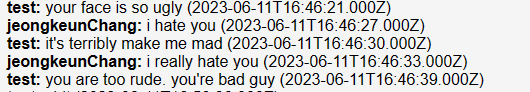 test: your face is so ugly (2023-06-11T16:46:21.000Z)
jeongkeunChang: i hate you (2023-06-11T16:46:27.000Z)
test: it's terribly make me mad (2023-06-11T16:46:30.000Z)
jeongkeunChang: i really hate you (2023-06-11T16:46:33.000Z)
test: you are too rude. you're bad guy (2023-06-11T16:46:39.000Z)